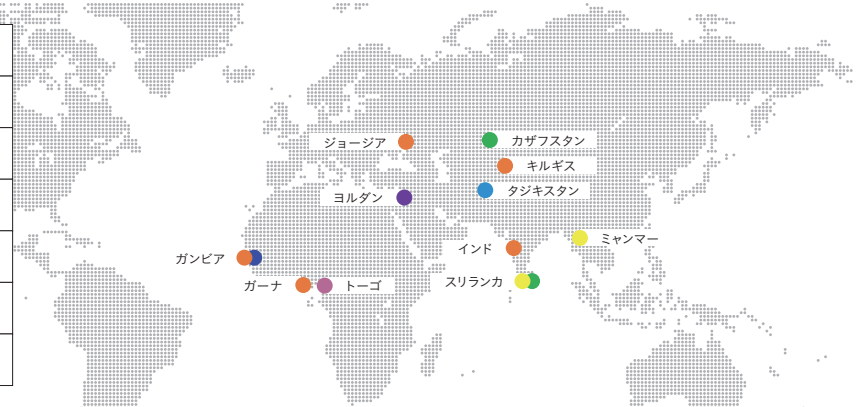 ジョージア
カザフスタン
キルギス
ヨルダン
タジキスタン
インド
ミャンマー
ガンビア
スリランカ
ガーナ
トーゴ